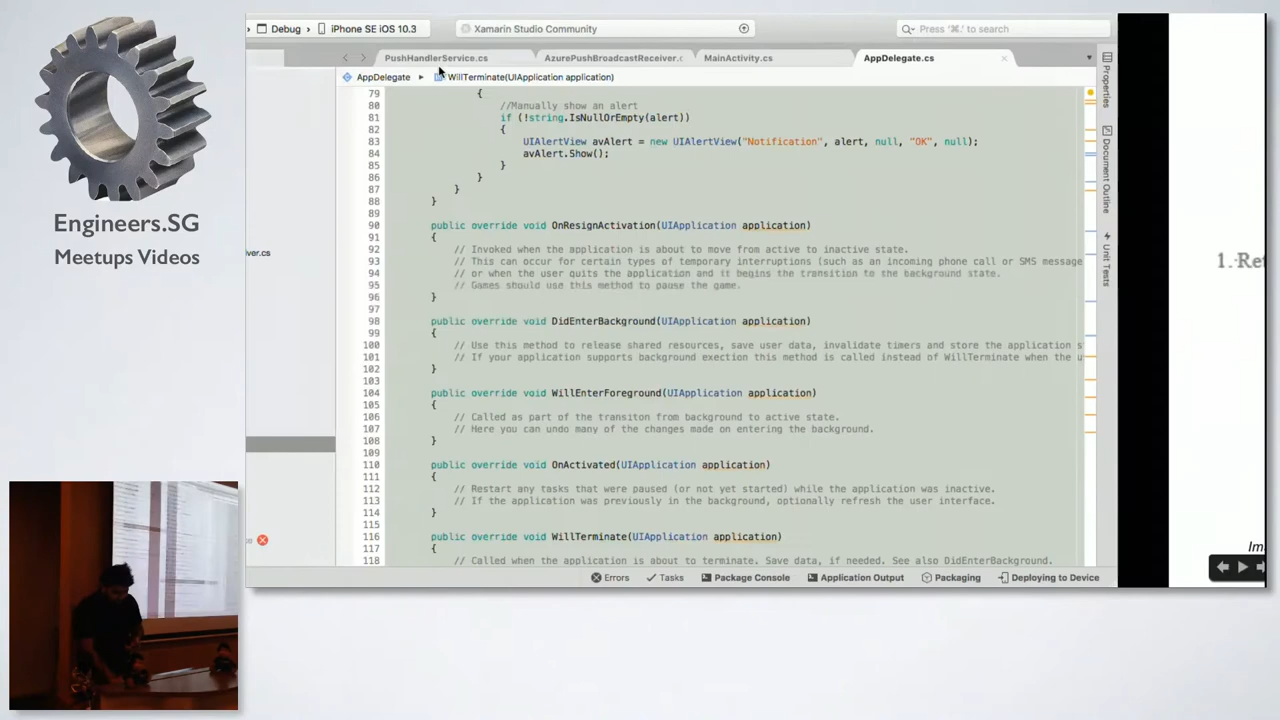 Engineers.SG
Meetups Videos
Debug
iPhone SE iOS 10.3
Xamarin Studio Community
Press '⌘.' to search
PushHandlerService.cs
AzurePushBroadcastReceiver.c
MainActivity.cs
AppDelegate.cs
AppDelegate
WillTerminate(UIApplication application)
79 {
80 //Manually show an alert
81 if (!string.IsNullOrEmpty(alert))
82 {
83 UIAlertView avAlert = new UIAlertView("Notification", alert, null, "OK", null);
84 avAlert.Show();
85 }
86 }
87 }
88 }
89
90 public override void OnResignActivation(UIApplication application)
91 {
92 // Invoked when the application is about to move from active to inactive state.
93 // This can occur for certain types of temporary interruptions (such as an incoming phone call or SMS message
94 // or when the user quits the application and it begins the transition to the background state.
95 // Games should use this method to pause the game.
96 }
97
98 public override void DidEnterBackground(UIApplication application)
99 {
100 // Use this method to release shared resources, save user data, invalidate timers and store the application s
101 // If your application supports background exection this method is called instead of WillTerminate when the u
102 }
103
104 public override void WillEnterForeground(UIApplication application)
105 {
106 // Called as part of the transiton from background to active state.
107 // Here you can undo many of the changes made on entering the background.
108 }
109
110 public override void OnActivated(UIApplication application)
111 {
112 // Restart any tasks that were paused (or not yet started) while the application was inactive.
113 // If the application was previously in the background, optionally refresh the user interface.
114 }
115
116 public override void WillTerminate(UIApplication application)
117 {
118 // Called when the application is about to terminate. Save data, if needed. See also DidEnterBackground.
iver.cs
Properties
Document Outline
Unit Tests
1. Re
Im
Errors
Tasks
Package Console
Application Output
Packaging
Deploying to Device